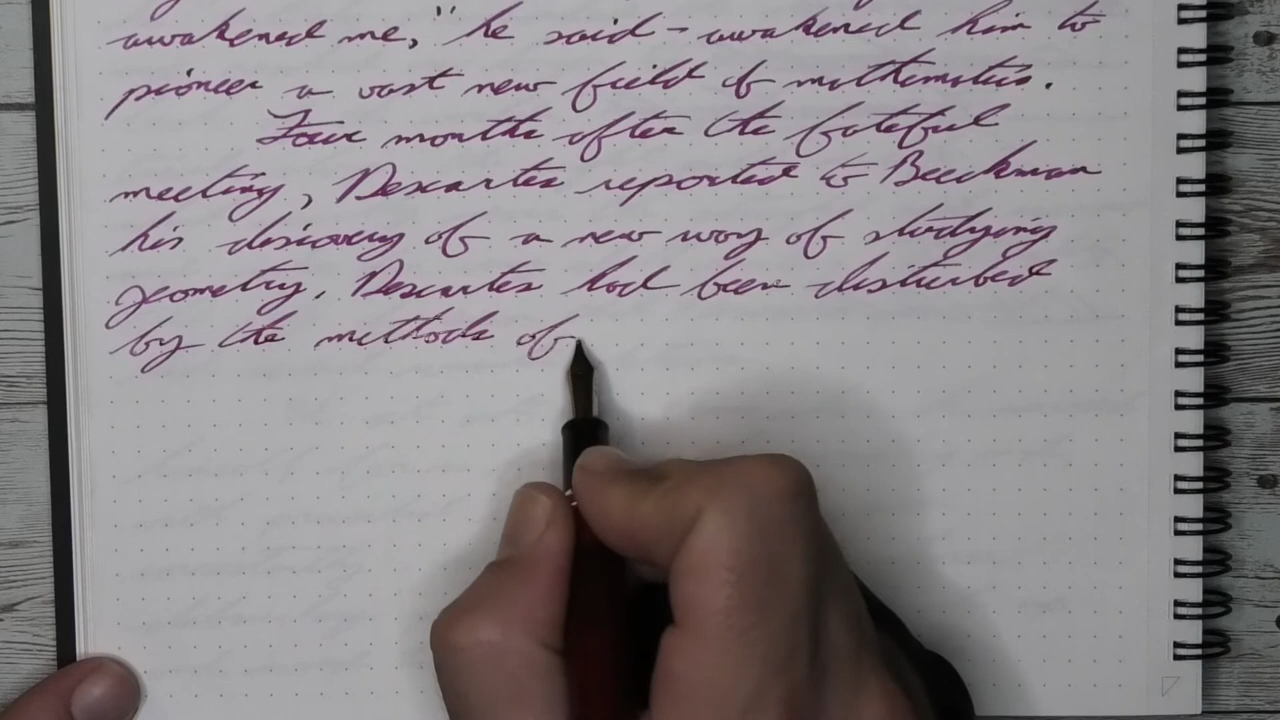 awakened me," he said - awakened him to
pioneer a vast new field of mathematics.
Four months after the fateful
meeting, Descartes reported to Beeckman
his discovery of a new way of studying
geometry. Descartes had been disturbed
by the methods of